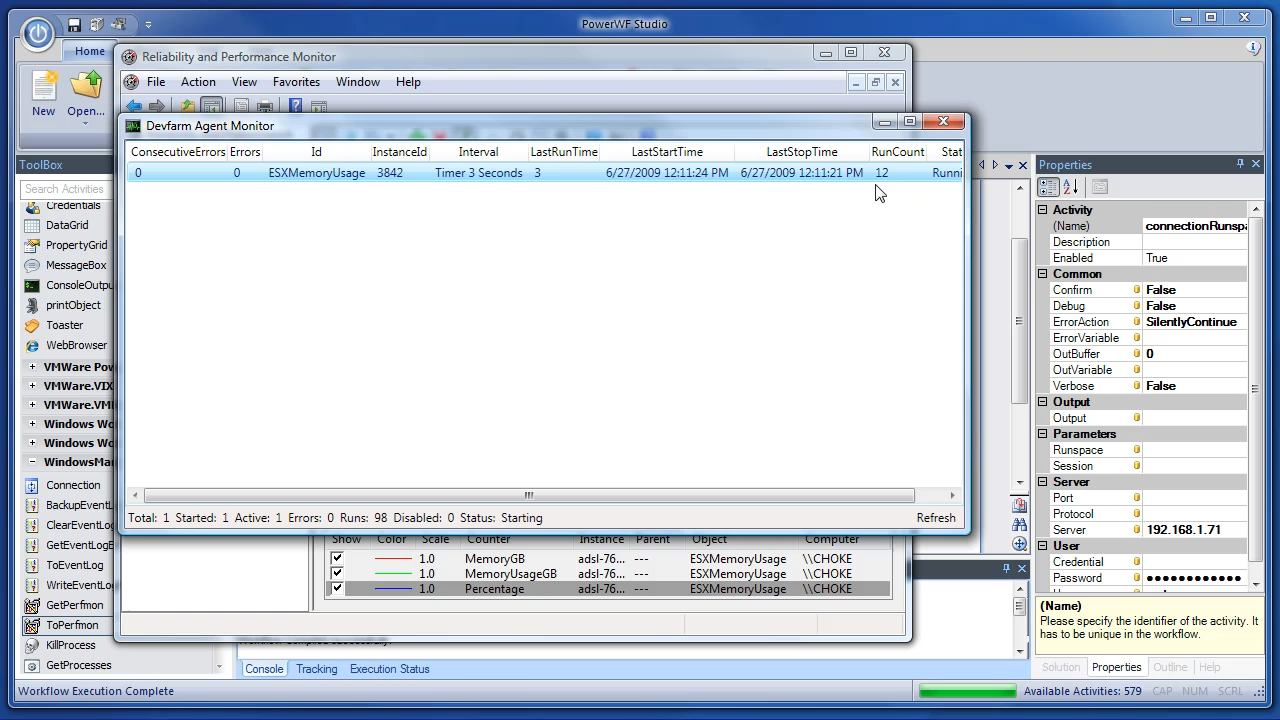 PowerWF Studio
Home
New
Open...
Reliability and Performance Monitor
File Action View Favorites Window Help
Devfarm Agent Monitor
ConsecutiveErrors Errors Id InstanceId Interval LastRunTime LastStartTime LastStopTime RunCount Stat
0 0 ESXMemoryUsage 3842 Timer 3 Seconds 3 6/27/2009 12:11:24 PM 6/27/2009 12:11:21 PM 12 Runni
Total: 1 Started: 1 Active: 1 Errors: 0 Runs: 98 Disabled: 0 Status: Starting
Refresh
Show Color Scale Counter Instance Parent Object Computer
1.0 MemoryGB adsl-76... --- ESXMemoryUsage \\CHOKE
1.0 MemoryUsageGB adsl-76... --- ESXMemoryUsage \\CHOKE
1.0 Percentage adsl-76... --- ESXMemoryUsage \\CHOKE
ToolBox
Search Activities
Credentials
DataGrid
PropertyGrid
MessageBox
ConsoleOutpu
printObject
Toaster
WebBrowser
VMWare Pow
VMWare.VIX
VMWare.VM
Windows Wo
Windows Wo
WindowsMar
Connection
BackupEventLog
ClearEventLog
GetEventLogE
ToEventLog
WriteEventLog
GetPerfmon
ToPerfmon
KillProcess
GetProcesses
Workflow compiled successfully.
Console Tracking Execution Status
Properties
Activity
(Name) connectionRunspa
Description
Enabled True
Common
Confirm False
Debug False
ErrorAction SilentlyContinue
ErrorVariable
OutBuffer 0
OutVariable
Verbose False
Output
Output
Parameters
Runspace
Session
Server
Port
Protocol
Server 192.168.1.71
User
Credential
Password ●●●●●●●●●●●●
(Name)
Please specify the identifier of the activity. It
has to be unique in the workflow.
Solution Properties Outline Help
Workflow Execution Complete
Available Activities: 579 CAP NUM SCRL